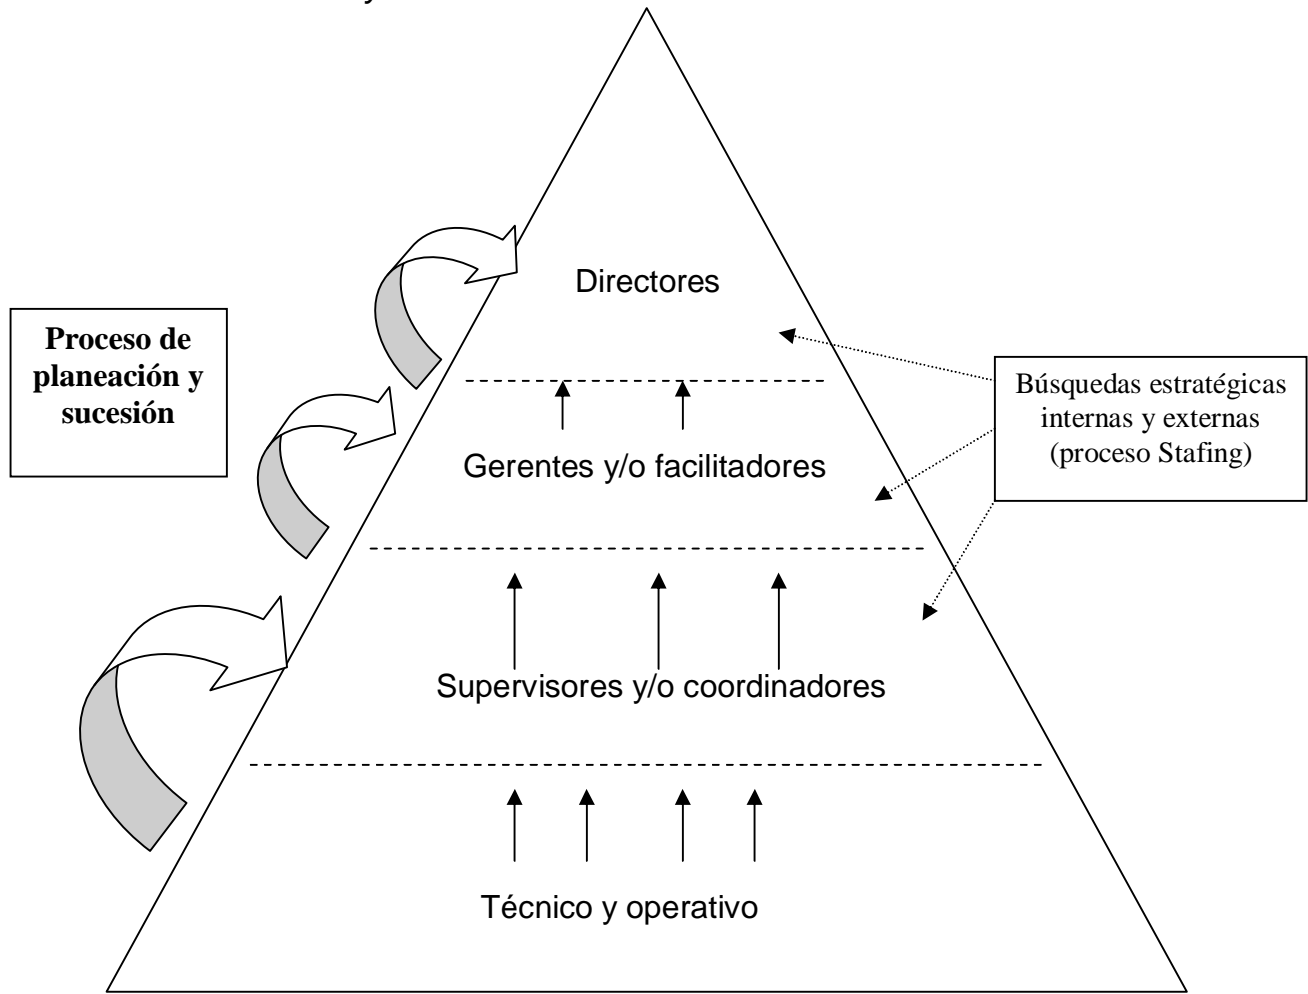 y
Directores
Proceso de
planeación y
sucesión
Búsquedas estratégicas
internas y externas
(proceso Stafing)
Gerentes y/o facilitadores
Supervisores y/o coordinadores
Técnico y operativo